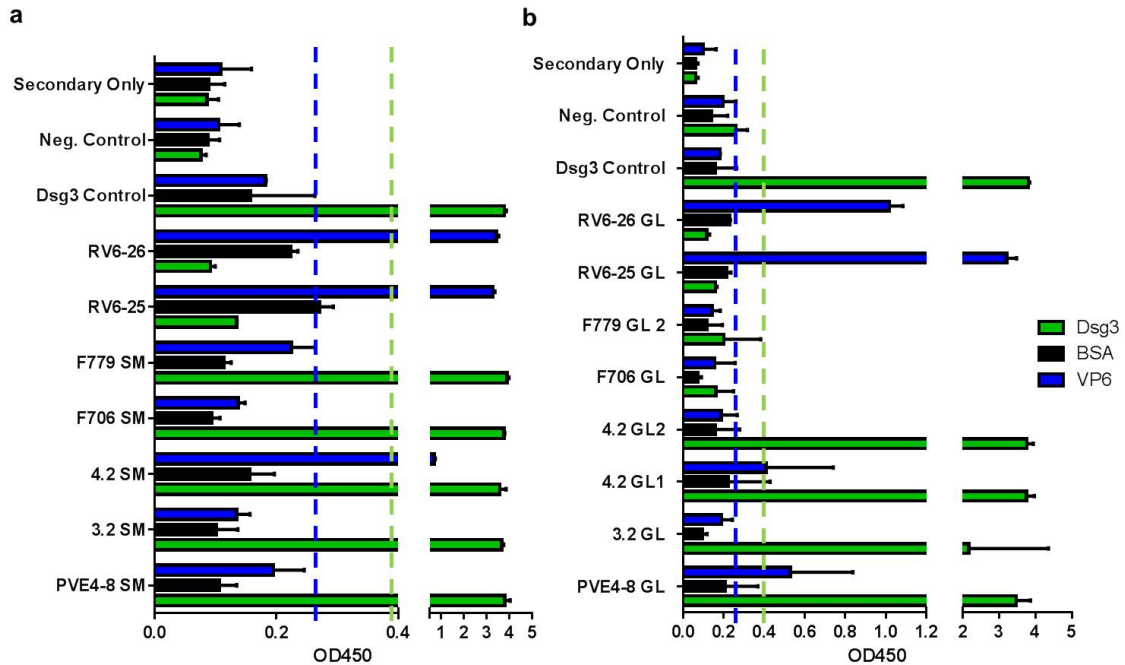 a
Secondary Only
Neg. Control
Dsg3 Control
RV6-26
RV6-25
F779 SM
F706 SM
4.2 SM
3.2 SM
PVE4-8 SM
0.0 0.2 0.4 1 2 3 4 5
OD450
b
Secondary Only
Neg. Control
Dsg3 Control
RV6-26 GL
RV6-25 GL
F779 GL 2
F706 GL
4.2 GL2
4.2 GL1
3.2 GL
PVE4-8 GL
0.0 0.2 0.4 0.6 0.8 1.0 1.2 2 3 4 5
OD450
Dsg3
BSA
VP6